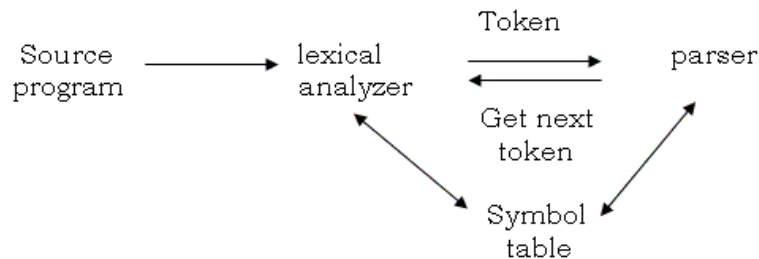 Token
Source
program
lexical
analyzer
parser
Get next
token
Symbol
table